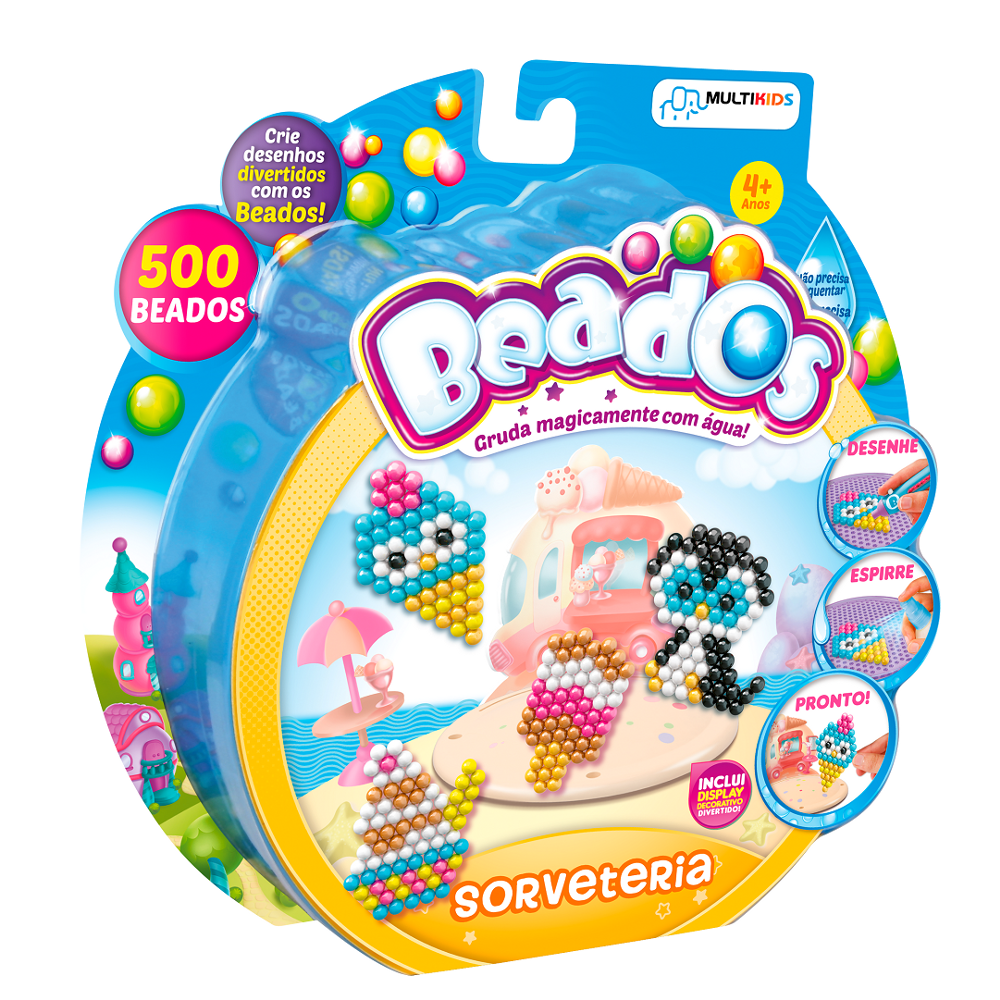 MULTIKIDS
Crie
desenhos
divertidos
com os
Beados!
4+
Anos
500
BEADOS
precisa
Beados
Gruda magicamente com água!
DESENHE
ESPIRRE
PRONTO!
INCLUI
DISPLAY
DECORATIVO
DIVERTIDO!
SORVETERIA